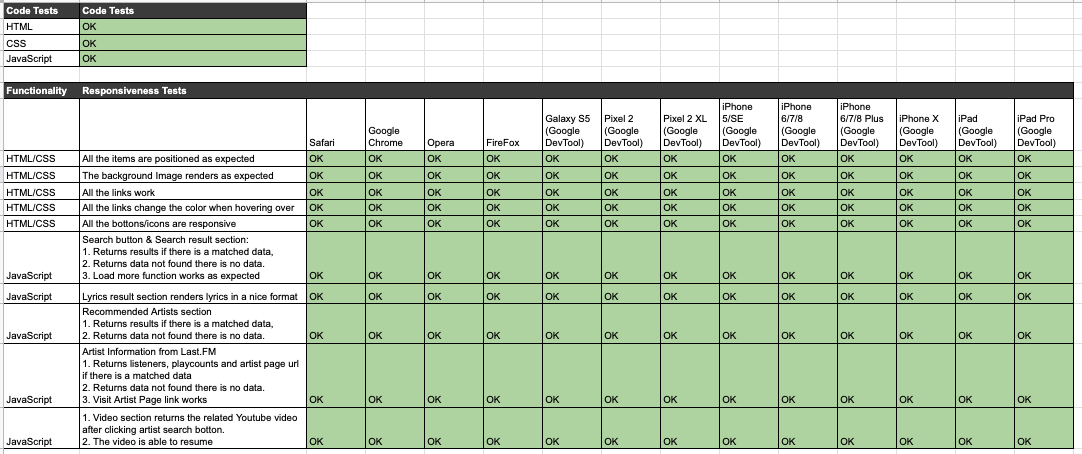 Code Tests Code Tests
HTML OK
CSS OK
JavaScript OK
Functionality Responsiveness Tests
Safari Google Chrome Opera FireFox Galaxy S5 (Google DevTool) Pixel 2 (Google DevTool) Pixel 2 XL (Google DevTool) iPhone 5/SE (Google DevTool) iPhone 6/7/8 (Google DevTool) iPhone 6/7/8 Plus (Google DevTool) iPhone X (Google DevTool) iPad (Google DevTool) iPad Pro (Google DevTool)
HTML/CSS All the items are positioned as expected OK OK OK OK OK OK OK OK OK OK OK OK OK
HTML/CSS The background Image renders as expected OK OK OK OK OK OK OK OK OK OK OK OK OK
HTML/CSS All the links work OK OK OK OK OK OK OK OK OK OK OK OK OK
HTML/CSS All the links change the color when hovering over OK OK OK OK OK OK OK OK OK OK OK OK OK
HTML/CSS All the bottons/icons are responsive OK OK OK OK OK OK OK OK OK OK OK OK OK
Search button & Search result section:
1. Returns results if there is a matched data,
2. Returns data not found there is no data.
JavaScript 3. Load more function works as expected OK OK OK OK OK OK OK OK OK OK OK OK OK
JavaScript Lyrics result section renders lyrics in a nice format OK OK OK OK OK OK OK OK OK OK OK OK OK
Recommended Artists section
1. Returns results if there is a matched data,
JavaScript 2. Returns data not found there is no data. OK OK OK OK OK OK OK OK OK OK OK OK OK
Artist Information from Last.FM
1. Returns listeners, playcounts and artist page url
if there is a matched data
2. Returns data not found there is no data.
JavaScript 3. Visit Artist Page link works OK OK OK OK OK OK OK OK OK OK OK OK OK
1. Video section returns the related Youtube video
after clicking artist search botton.
JavaScript 2. The video is able to resume OK OK OK OK OK OK OK OK OK OK OK OK OK